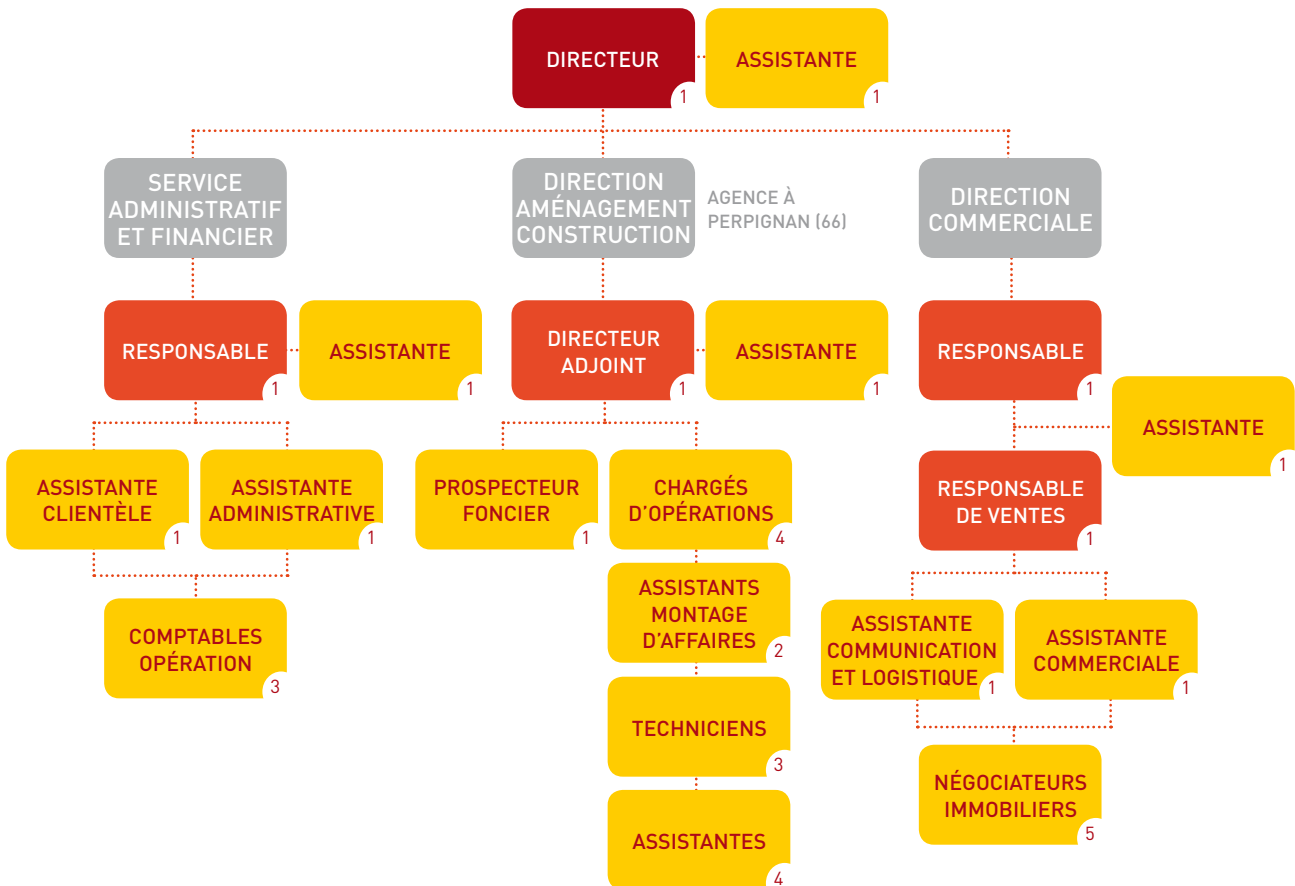 DIRECTEUR
1
ASSISTANTE
1
SERVICE
ADMINISTRATIF
ET FINANCIER
DIRECTION
AMÉNAGEMENT
CONSTRUCTION
AGENCE À
PERPIGNAN (66)
DIRECTION
COMMERCIALE
RESPONSABLE
1
ASSISTANTE
1
DIRECTEUR
ADJOINT
1
ASSISTANTE
1
RESPONSABLE
1
ASSISTANTE
1
ASSISTANTE
CLIENTÈLE
1
ASSISTANTE
ADMINISTRATIVE
1
PROSPECTEUR
FONCIER
1
CHARGÉS
D'OPÉRATIONS
4
RESPONSABLE
DE VENTES
1
COMPTABLES
OPÉRATION
3
ASSISTANTS
MONTAGE
D'AFFAIRES
2
ASSISTANTE
COMMUNICATION
ET LOGISTIQUE
1
ASSISTANTE
COMMERCIALE
1
TECHNICIENS
3
NÉGOCIATEURS
IMMOBILIERS
5
ASSISTANTES
4